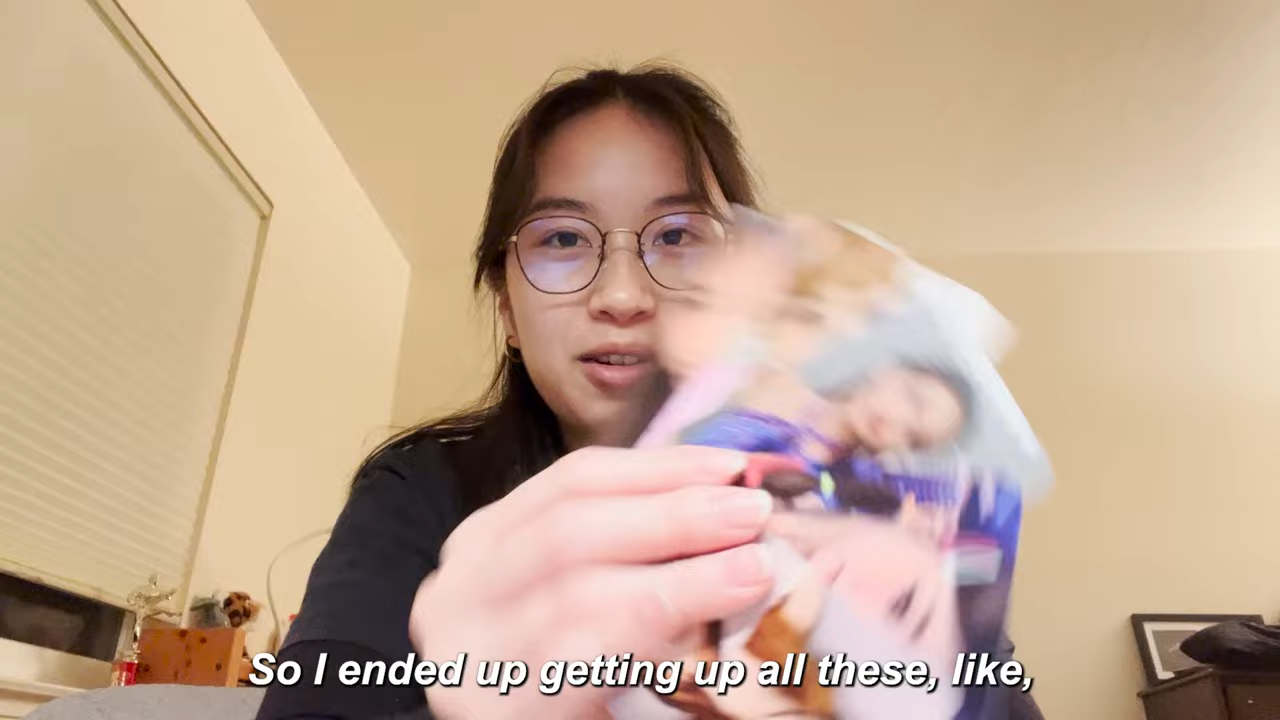 So I ended up getting up all these, like,